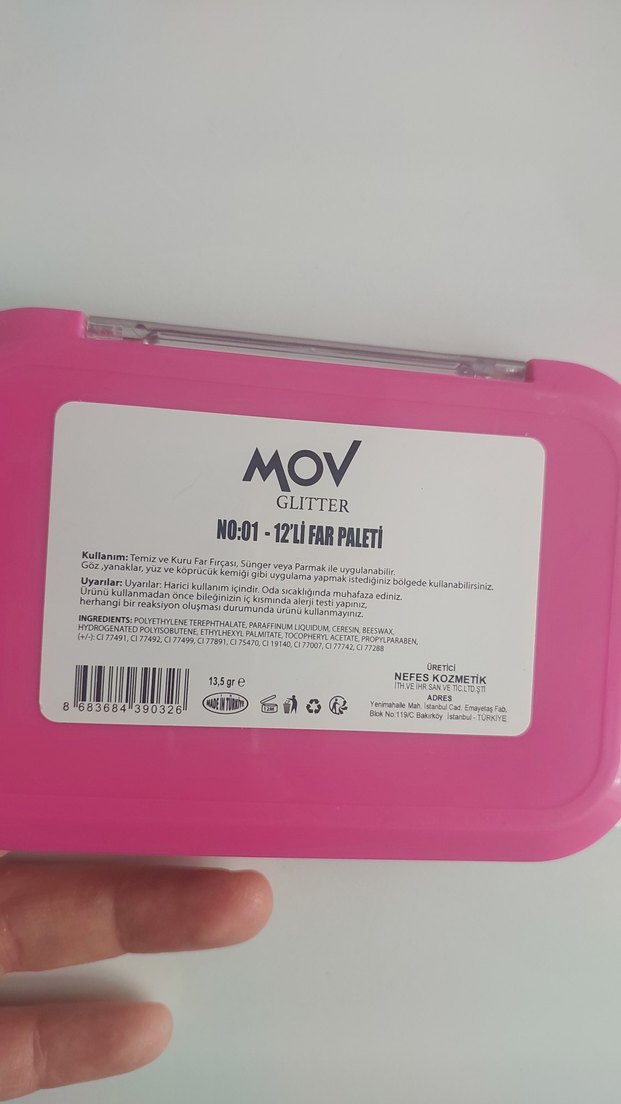 MOV
GLITTER
NO:01 - 12'Lİ FAR PALETİ
Kullanım: Temiz ve Kuru Far Fırçası, Sünger veya Parmak ile uygulanabilir.
Göz ,yanaklar, yüz ve köprücük kemiği gibi uygulama yapmak istediğiniz bölgede kullanabilirsiniz.
Uyarılar: Uyarılar: Harici kullanım içindir. Oda sıcaklığında muhafaza ediniz.
Ürünü kullanmadan önce bileğinizin iç kısmında alerji testi yapınız,
herhangi bir reaksiyon oluşması durumunda ürünü kullanmayınız.
INGREDIENTS: POLYETHYLENE TEREPHTHALATE, PARAFFINUM LIQUIDUM, CERESIN, BEESWAX,
HYDROGENATED POLYISOBUTENE, ETHYLHEXYL PALMITATE, TOCOPHERYL ACETATE, PROPYLPARABEN,
(+/-): CI 77491, CI 77492, CI 77499, CI 77891, CI 75470, CI 19140, CI 77007, CI 77742, CI 77288
8 683684 390326
13,5 gr e
MADE IN TÜRKİYE
12M
ÜRETİCİ
NEFES KOZMETİK
İTH.VE İHR.SAN.VE TİC.LTD.ŞTİ
ADRES
Yenimahalle Mah. İstanbul Cad. Emayetaş Fab,
Blok No:119/C Bakırköy İstanbul - TÜRKİYE